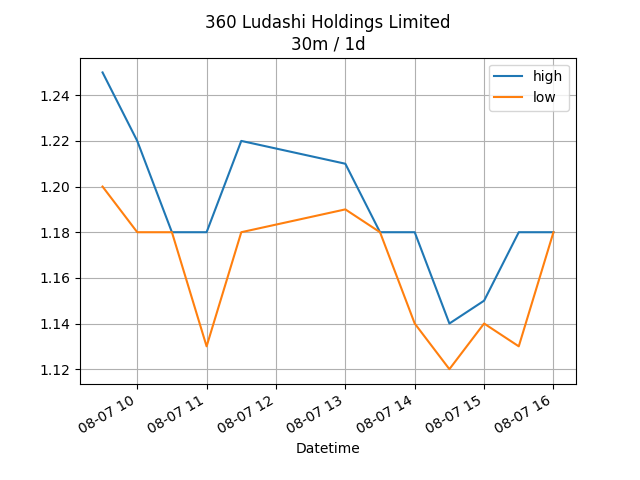 360 Ludashi Holdings Limited
30m / 1d
high
low
1.24
1.22
1.20
1.18
1.16
1.14
1.12
08-07 10
08-07 11
08-07 12
08-07 13
08-07 14
08-07 15
08-07 16
Datetime